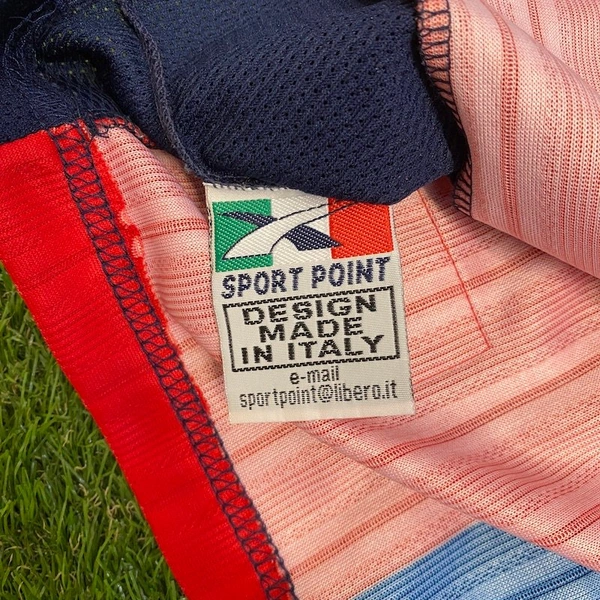 SPORT POINT
DESIGN
MADE
IN ITALY
e-mail
sportpoint@libero.it